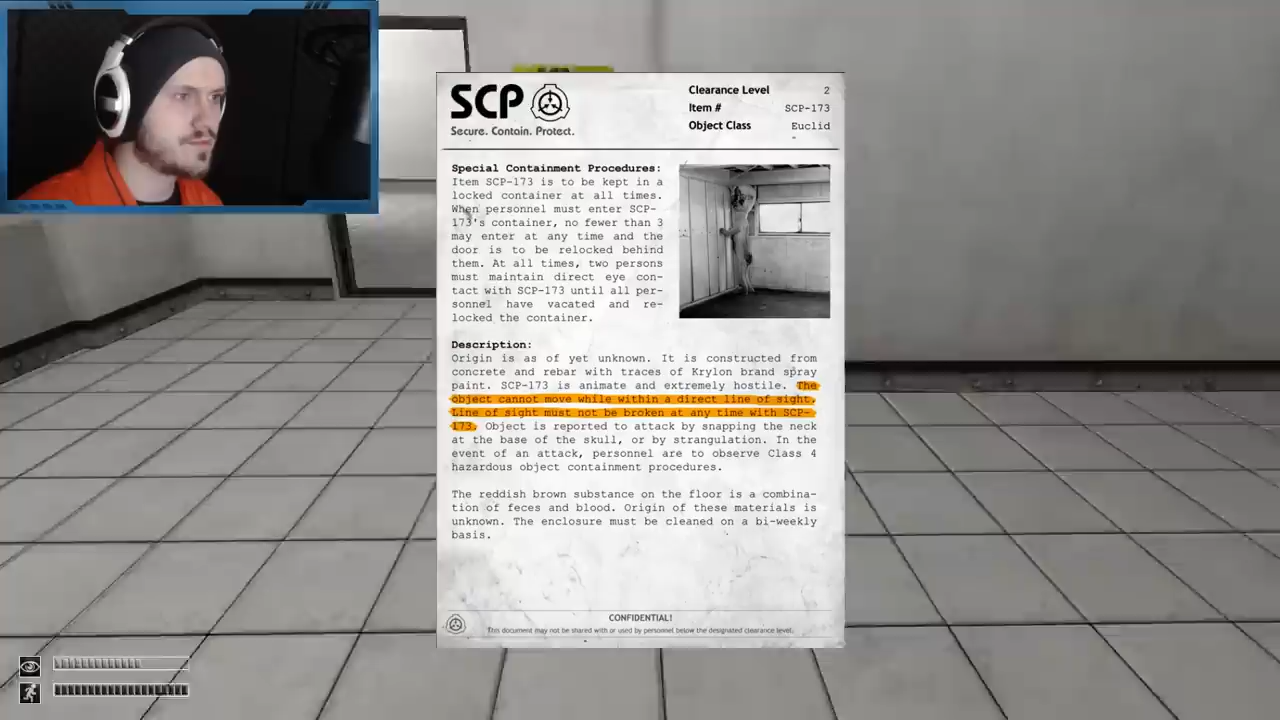 SCP
Secure. Contain. Protect.
Clearance Level 2
Item # SCP-173
Object Class Euclid
Special Containment Procedures:
Item SCP-173 is to be kept in a
locked container at all times.
When personnel must enter SCP-
173's container, no fewer than 3
may enter at any time and the
door is to be relocked behind
them. At all times, two persons
must maintain direct eye con-
tact with SCP-173 until all per-
sonnel have vacated and re-
locked the container.
Description:
Origin is as of yet unknown. It is constructed from
concrete and rebar with traces of Krylon brand spray
paint. SCP-173 is animate and extremely hostile. The
object cannot move while within a direct line of sight.
Line of sight must not be broken at any time with SCP-
173. Object is reported to attack by snapping the neck
at the base of the skull, or by strangulation. In the
event of an attack, personnel are to observe Class 4
hazardous object containment procedures.
The reddish brown substance on the floor is a combina-
tion of feces and blood. Origin of these materials is
unknown. The enclosure must be cleaned on a bi-weekly
basis.
CONFIDENTIAL!
This document may not be shared with or used by personnel below the designated clearance level.